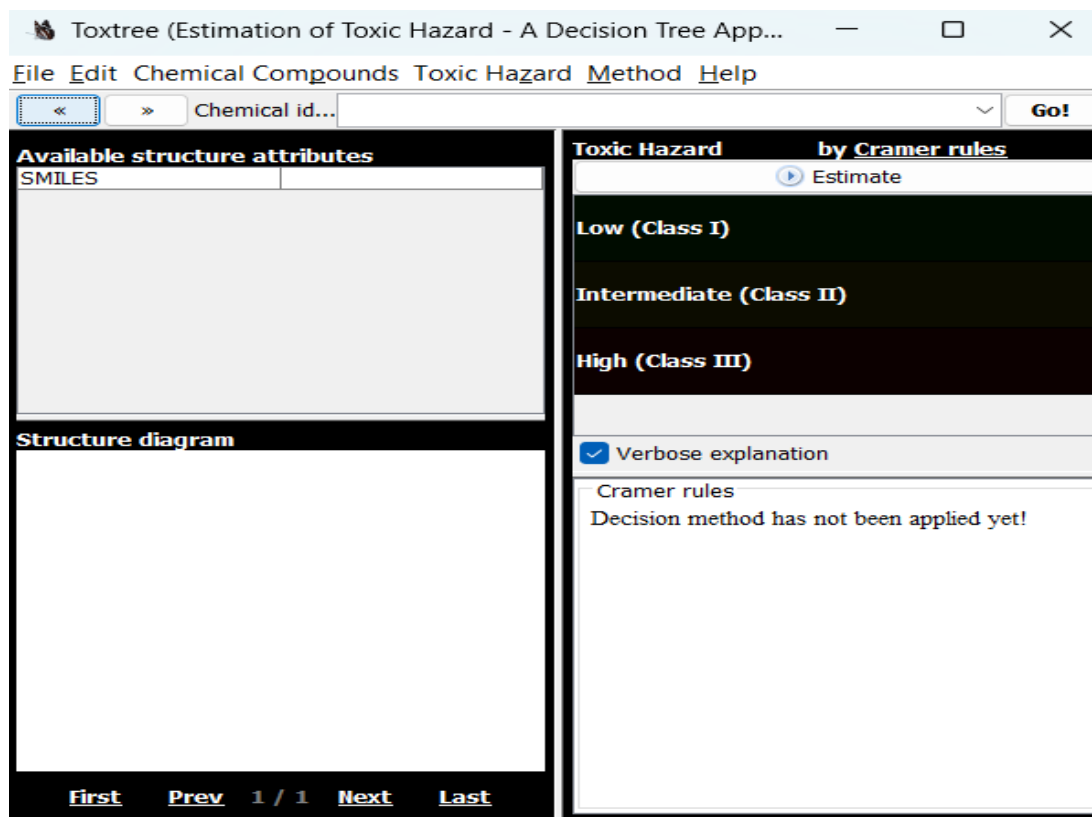 Toxtree (Estimation of Toxic Hazard - A Decision Tree App...
File Edit Chemical Compounds Toxic Hazard Method Help
« » Chemical id... Go!
Available structure attributes
SMILES
Structure diagram
First Prev 1 / 1 Next Last
Toxic Hazard by Cramer rules
Estimate
Low (Class I)
Intermediate (Class II)
High (Class III)
Verbose explanation
Cramer rules
Decision method has not been applied yet!